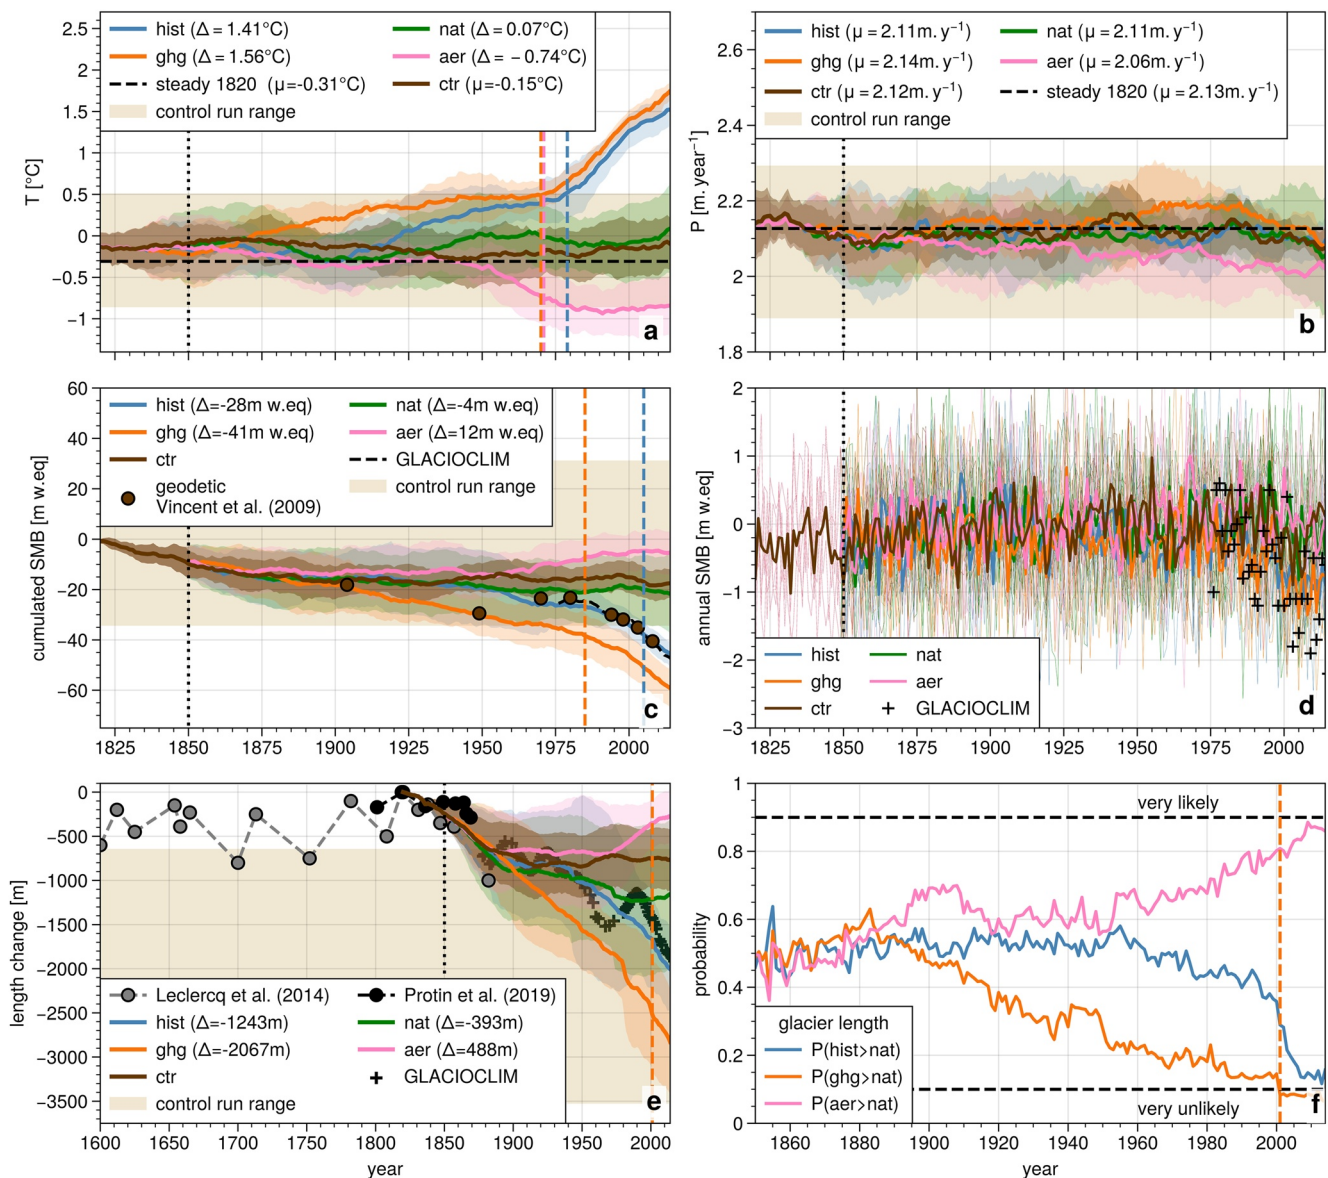 hist (Δ = 1.41°C)
nat (Δ = 0.07°C)
ghg (Δ = 1.56°C)
aer (Δ = − 0.74°C)
steady 1820 (μ=-0.31°C)
ctr (μ=-0.15°C)
control run range
2.5
2
1.5
1
0.5
0
−0.5
−1
T [°C]
a
hist (μ = 2.11m. y⁻¹)
nat (μ = 2.11m. y⁻¹)
ghg (μ = 2.14m. y⁻¹)
aer (μ = 2.06m. y⁻¹)
ctr (μ = 2.12m. y⁻¹)
steady 1820 (μ = 2.13m. y⁻¹)
control run range
2.6
2.4
2.2
2
1.8
P [m. year⁻¹]
b
hist (Δ=-28m w.eq)
nat (Δ=-4m w.eq)
ghg (Δ=-41m w.eq)
aer (Δ=12m w.eq)
ctr
GLACIOCLIM
geodetic
Vincent et al. (2009)
control run range
60
40
20
0
−20
−40
−60
cumulated SMB [m w.eq]
c
1825 1850 1875 1900 1925 1950 1975 2000
2
1
0
−1
−2
−3
annual SMB [m w.eq]
hist
nat
ghg
aer
ctr
GLACIOCLIM
d
1825 1850 1875 1900 1925 1950 1975 2000
0
−500
−1000
−1500
−2000
−2500
−3000
−3500
length change [m]
Leclercq et al. (2014)
Protin et al. (2019)
hist (Δ=-1243m)
nat (Δ=-393m)
ghg (Δ=-2067m)
aer (Δ=488m)
ctr
GLACIOCLIM
control run range
e
1600 1650 1700 1750 1800 1850 1900 1950 2000
year
1
0.8
0.6
0.4
0.2
0
probability
very likely
glacier length
P(hist>nat)
P(ghg>nat)
P(aer>nat)
very unlikely
f
1860 1880 1900 1920 1940 1960 1980 2000
year